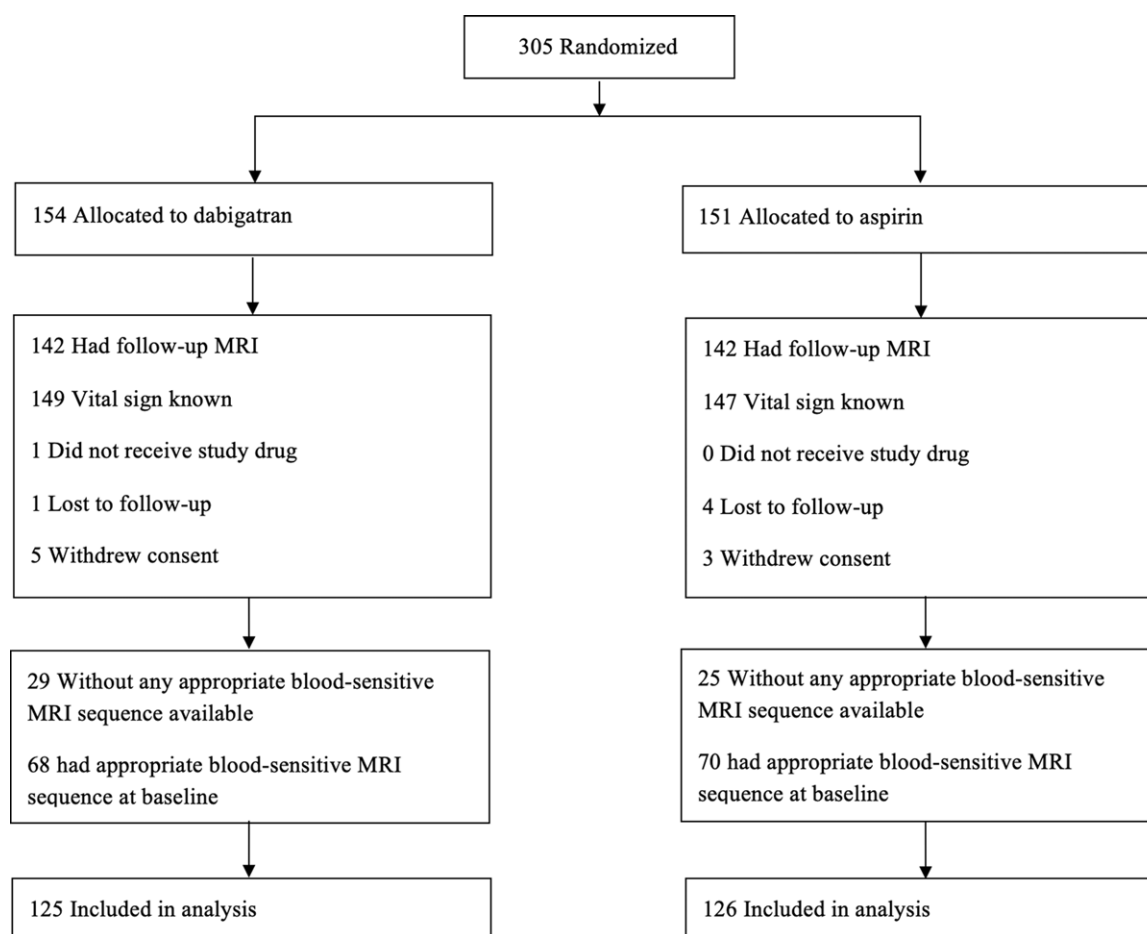 305 Randomized
154 Allocated to dabigatran
151 Allocated to aspirin
142 Had follow-up MRI
149 Vital sign known
1 Did not receive study drug
1 Lost to follow-up
5 Withdrew consent
142 Had follow-up MRI
147 Vital sign known
0 Did not receive study drug
4 Lost to follow-up
3 Withdrew consent
29 Without any appropriate blood-sensitive
MRI sequence available
68 had appropriate blood-sensitive MRI
sequence at baseline
25 Without any appropriate blood-sensitive
MRI sequence available
70 had appropriate blood-sensitive MRI
sequence at baseline
125 Included in analysis
126 Included in analysis